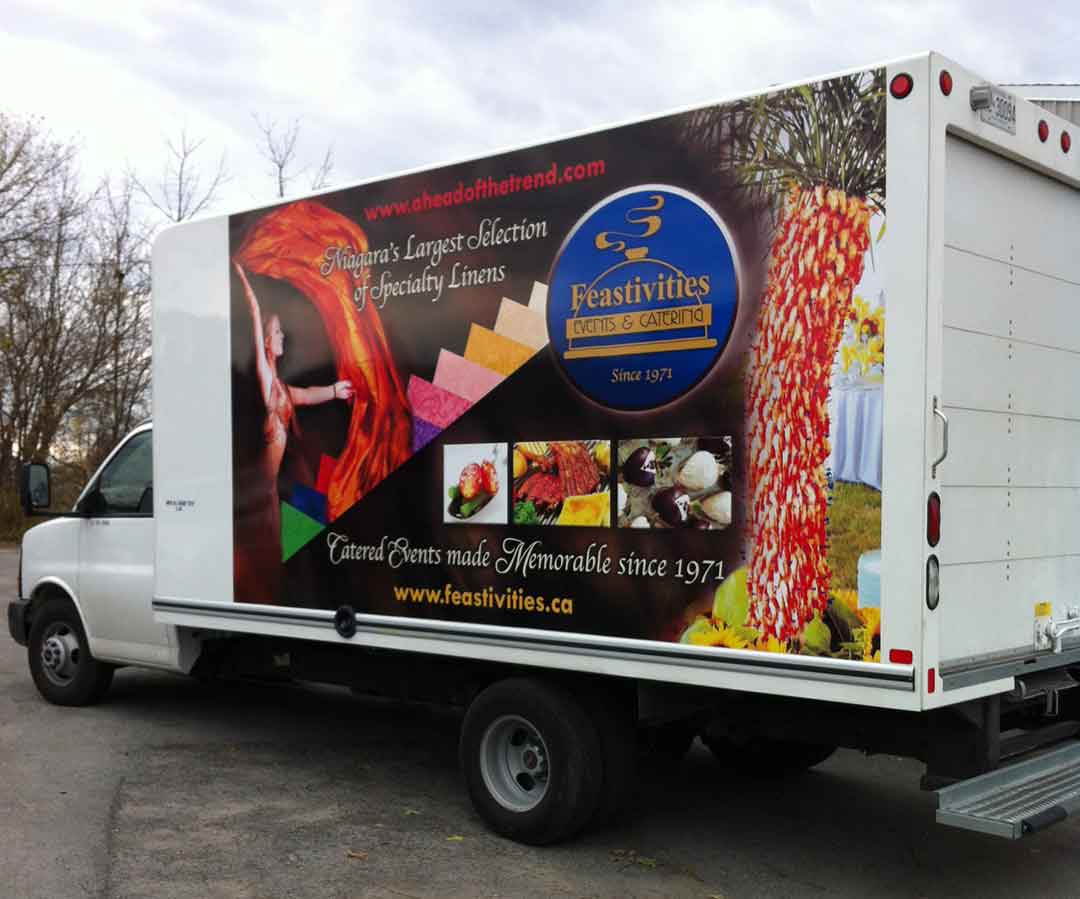 www.aheadofthetrend.com
Niagara's Largest Selection
of Specialty Linens
Feastivities
EVENTS & CATERING
Since 1971
Catered Events made Memorable since 1971
www.feastivities.ca
30094